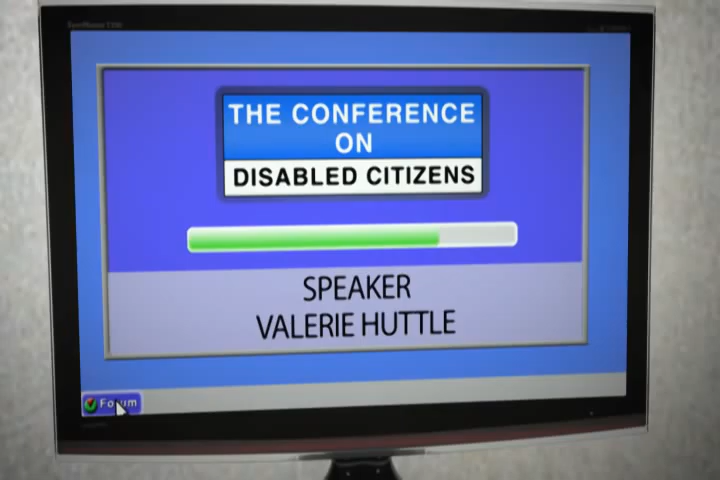 THE CONFERENCE
ON
DISABLED CITIZENS
SPEAKER
VALERIE HUTTLE
Forum